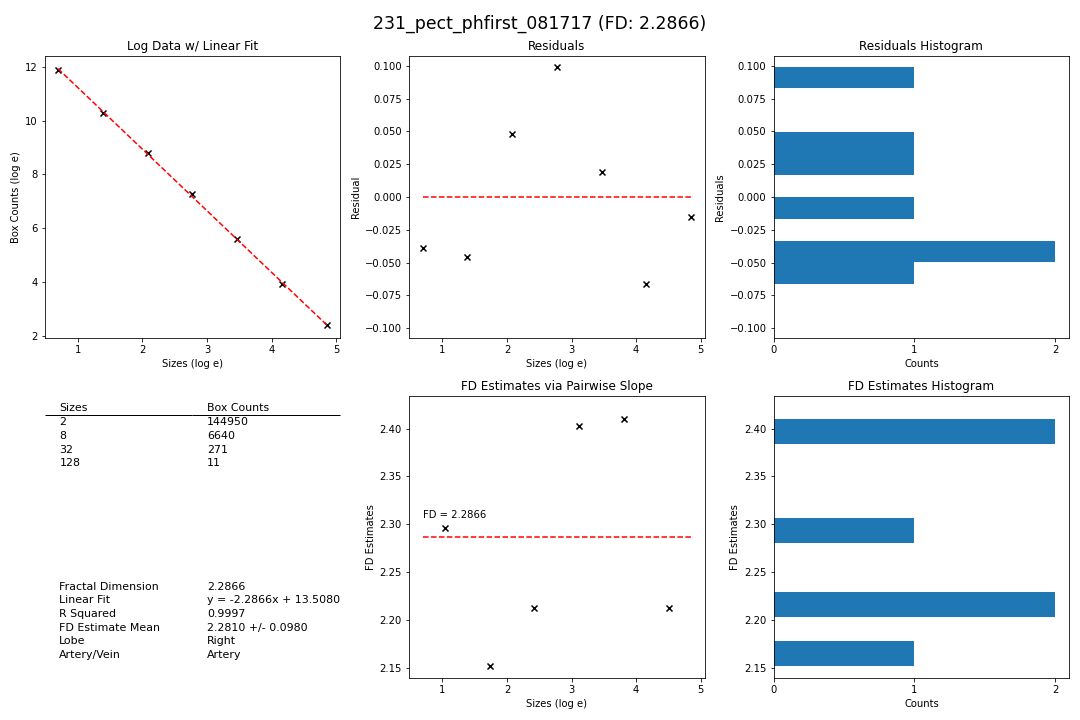 231_pect_phfirst_081717 (FD: 2.2866)
Log Data w/ Linear Fit
12
10
8
6
4
2
Box Counts (log e)
1 2 3 4 5
Sizes (log e)
Residuals
0.100
0.075
0.050
0.025
0.000
−0.025
−0.050
−0.075
−0.100
Residual
1 2 3 4 5
Sizes (log e)
Residuals Histogram
0.100
0.075
0.050
0.025
0.000
−0.025
−0.050
−0.075
−0.100
Residuals
0 1 2
Counts
Sizes Box Counts
2 144950
8 6640
32 271
128 11
Fractal Dimension 2.2866
Linear Fit y = -2.2866x + 13.5080
R Squared 0.9997
FD Estimate Mean 2.2810 +/- 0.0980
Lobe Right
Artery/Vein Artery
FD Estimates via Pairwise Slope
2.40
2.35
2.30
2.25
2.20
2.15
FD Estimates
FD = 2.2866
1 2 3 4 5
Sizes (log e)
FD Estimates Histogram
2.40
2.35
2.30
2.25
2.20
2.15
FD Estimates
0 1 2
Counts